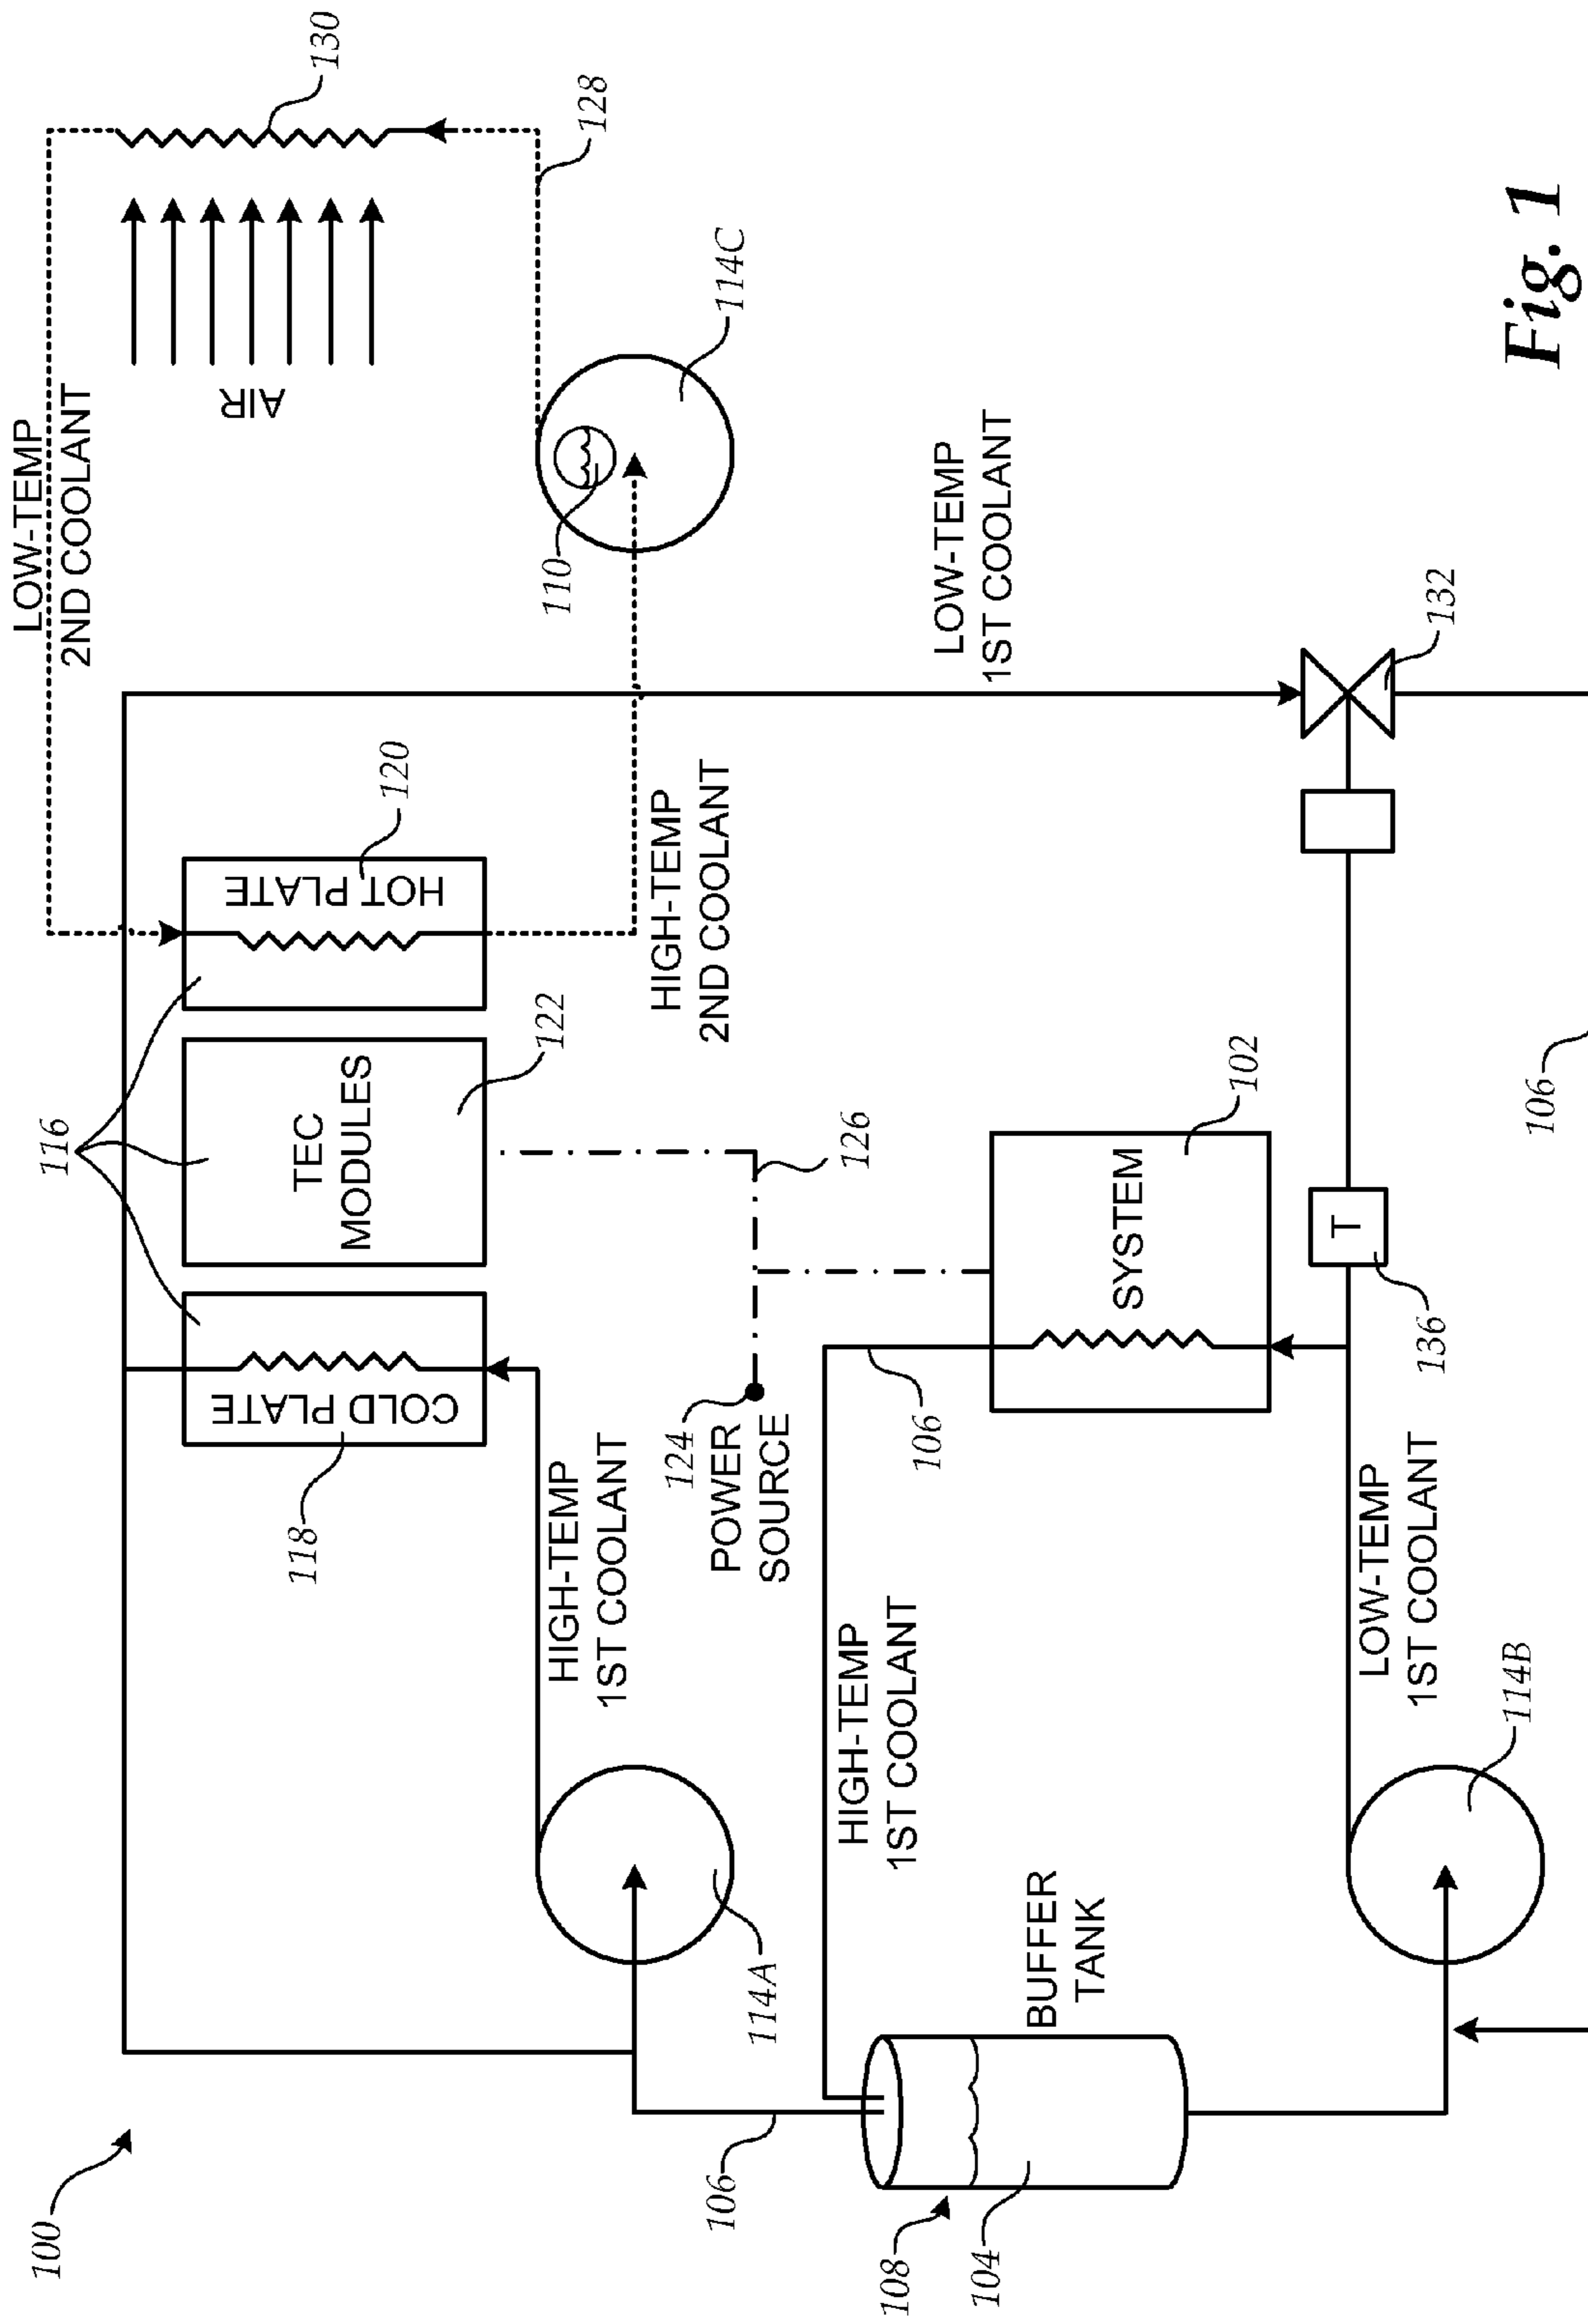 100
116
LOW-TEMP
2ND COOLANT
130
AIR
118
COLD PLATE
TEC
MODULES
HOT PLATE
120
122
128
HIGH-TEMP
1ST COOLANT
110
HIGH-TEMP
2ND COOLANT
114C
124
POWER
SOURCE
114A
106
126
HIGH-TEMP
1ST COOLANT
106
LOW-TEMP
1ST COOLANT
108
104
BUFFER
TANK
SYSTEM
102
LOW-TEMP
1ST COOLANT
T
136
132
114B
106
Fig. 1